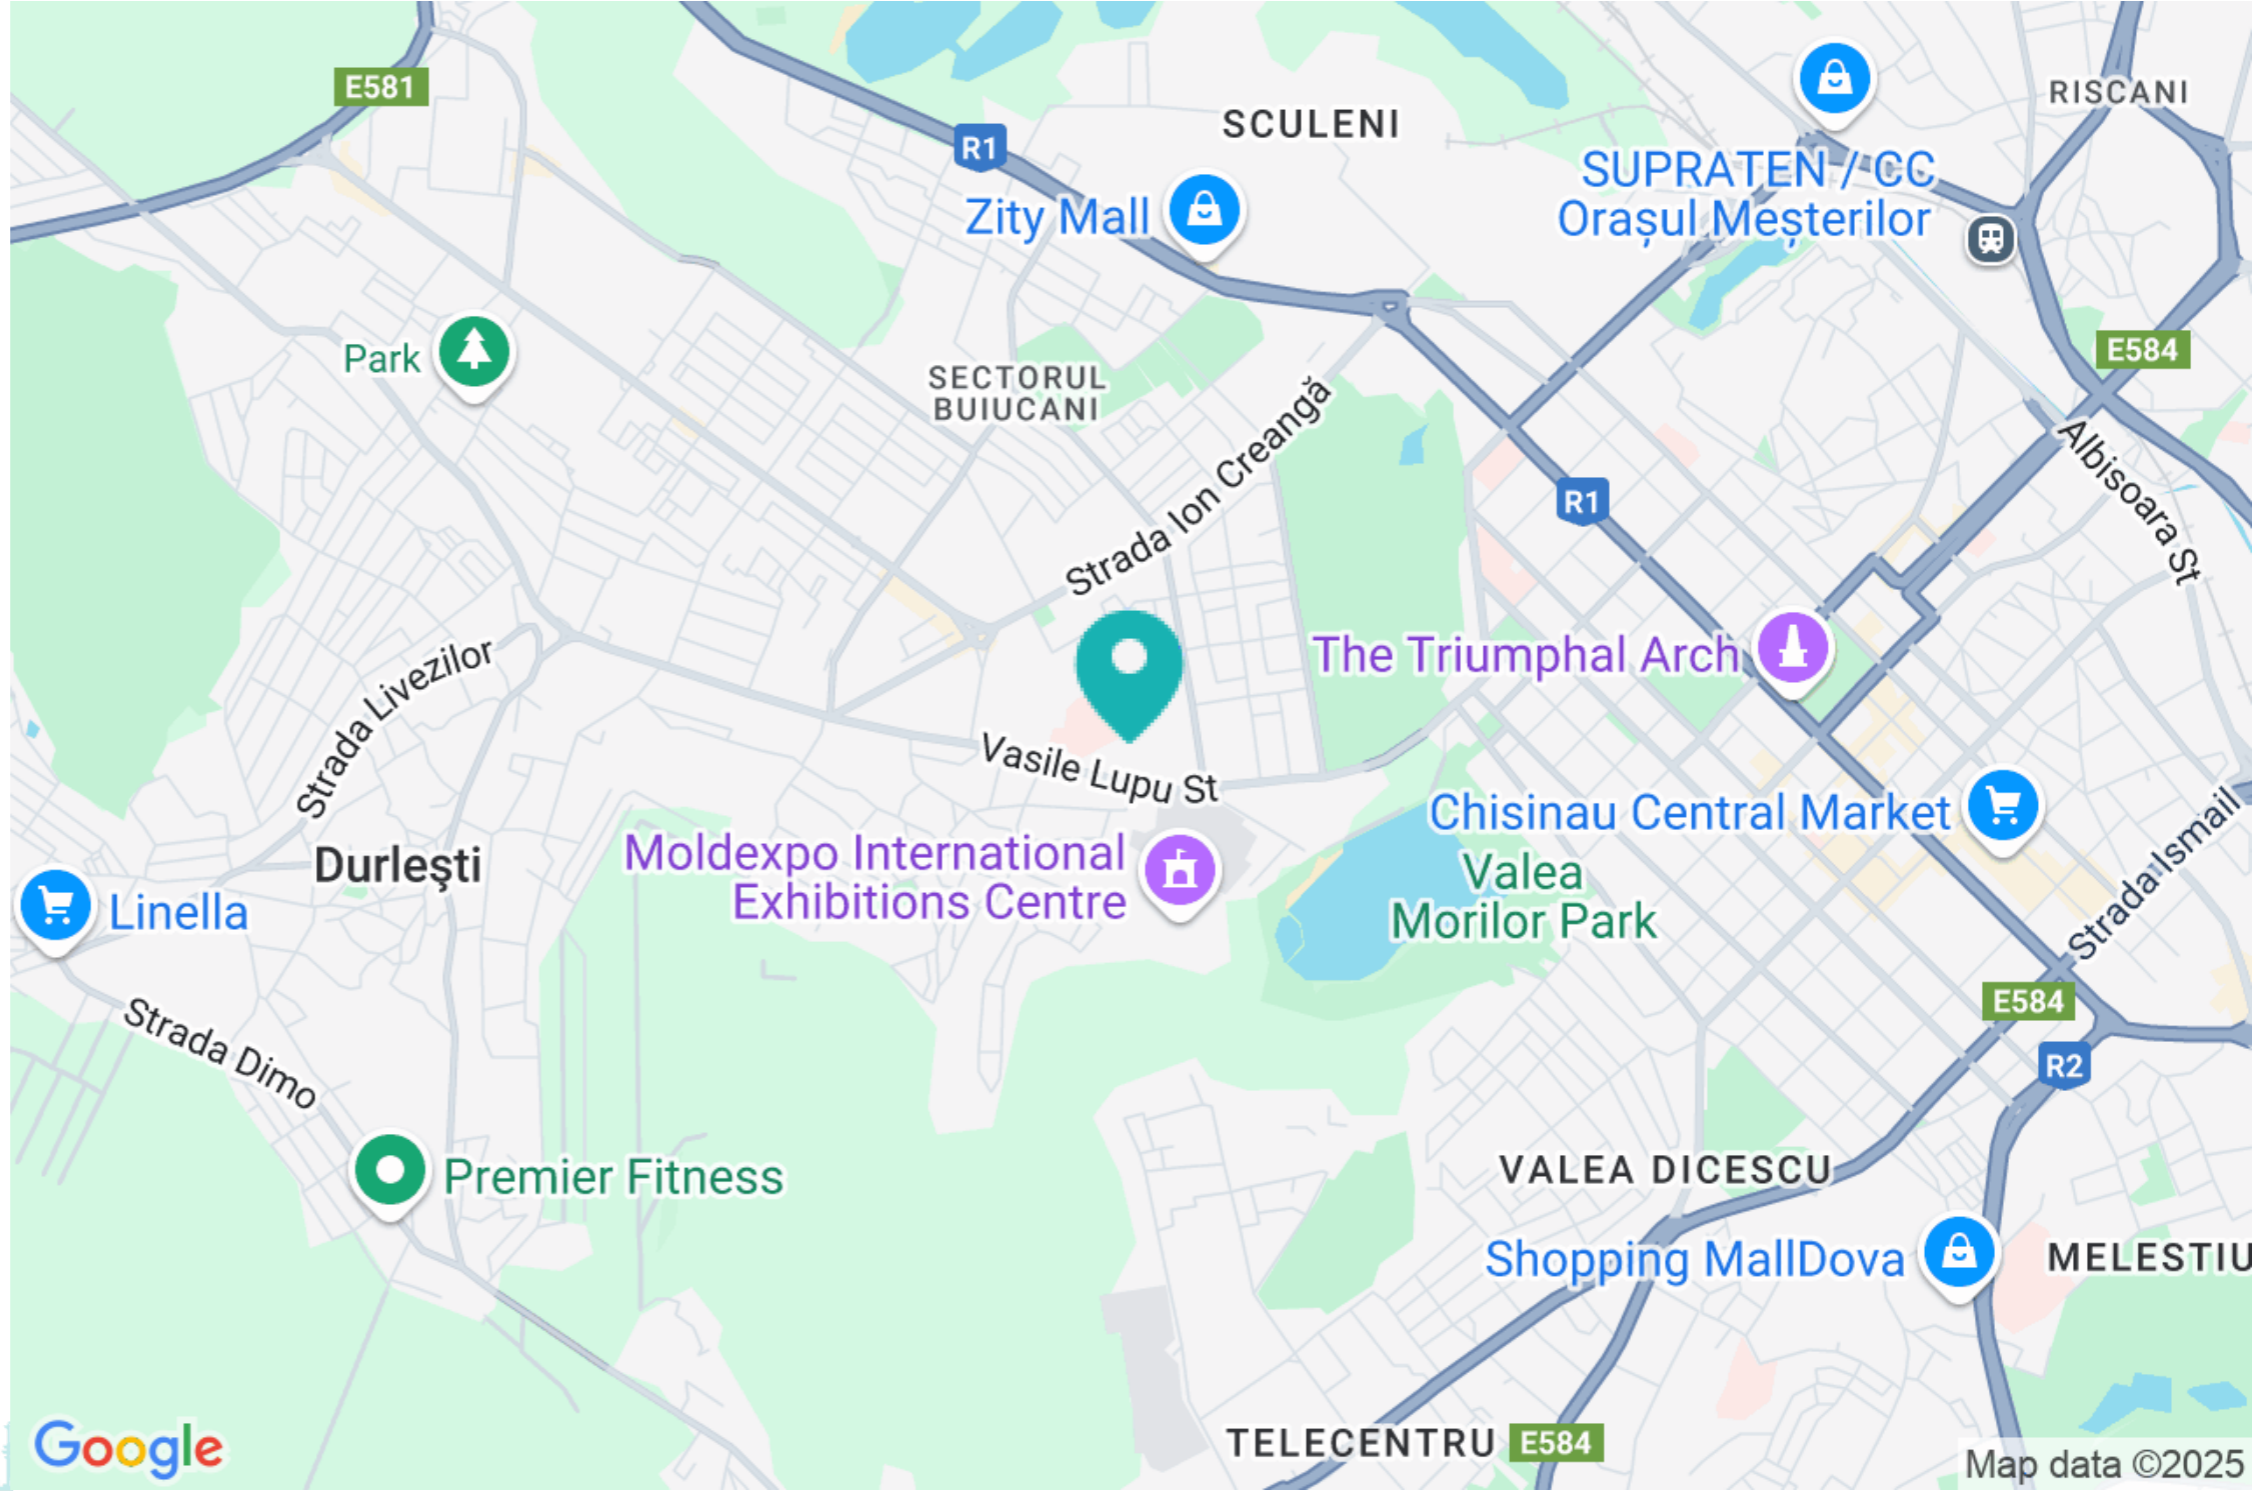 E581
RISCANI
SCULENI
R1
SUPRATEN / CC
Orașul Meșterilor
Zity Mall
E584
Park
SECTORUL
BUIUCANI
Strada Ion Creangă
Albisoara St
R1
The Triumphal Arch
Strada Livezilor
Vasile Lupu St
Chisinau Central Market
Strada Ismail
Moldexpo International
Exhibitions Centre
Durleşti
Valea
Morilor Park
Linella
E584
Strada Dimo
R2
Premier Fitness
VALEA DICESCU
Shopping MallDova
MELESTIU
TELECENTRU
E584
Google
Map data ©2025